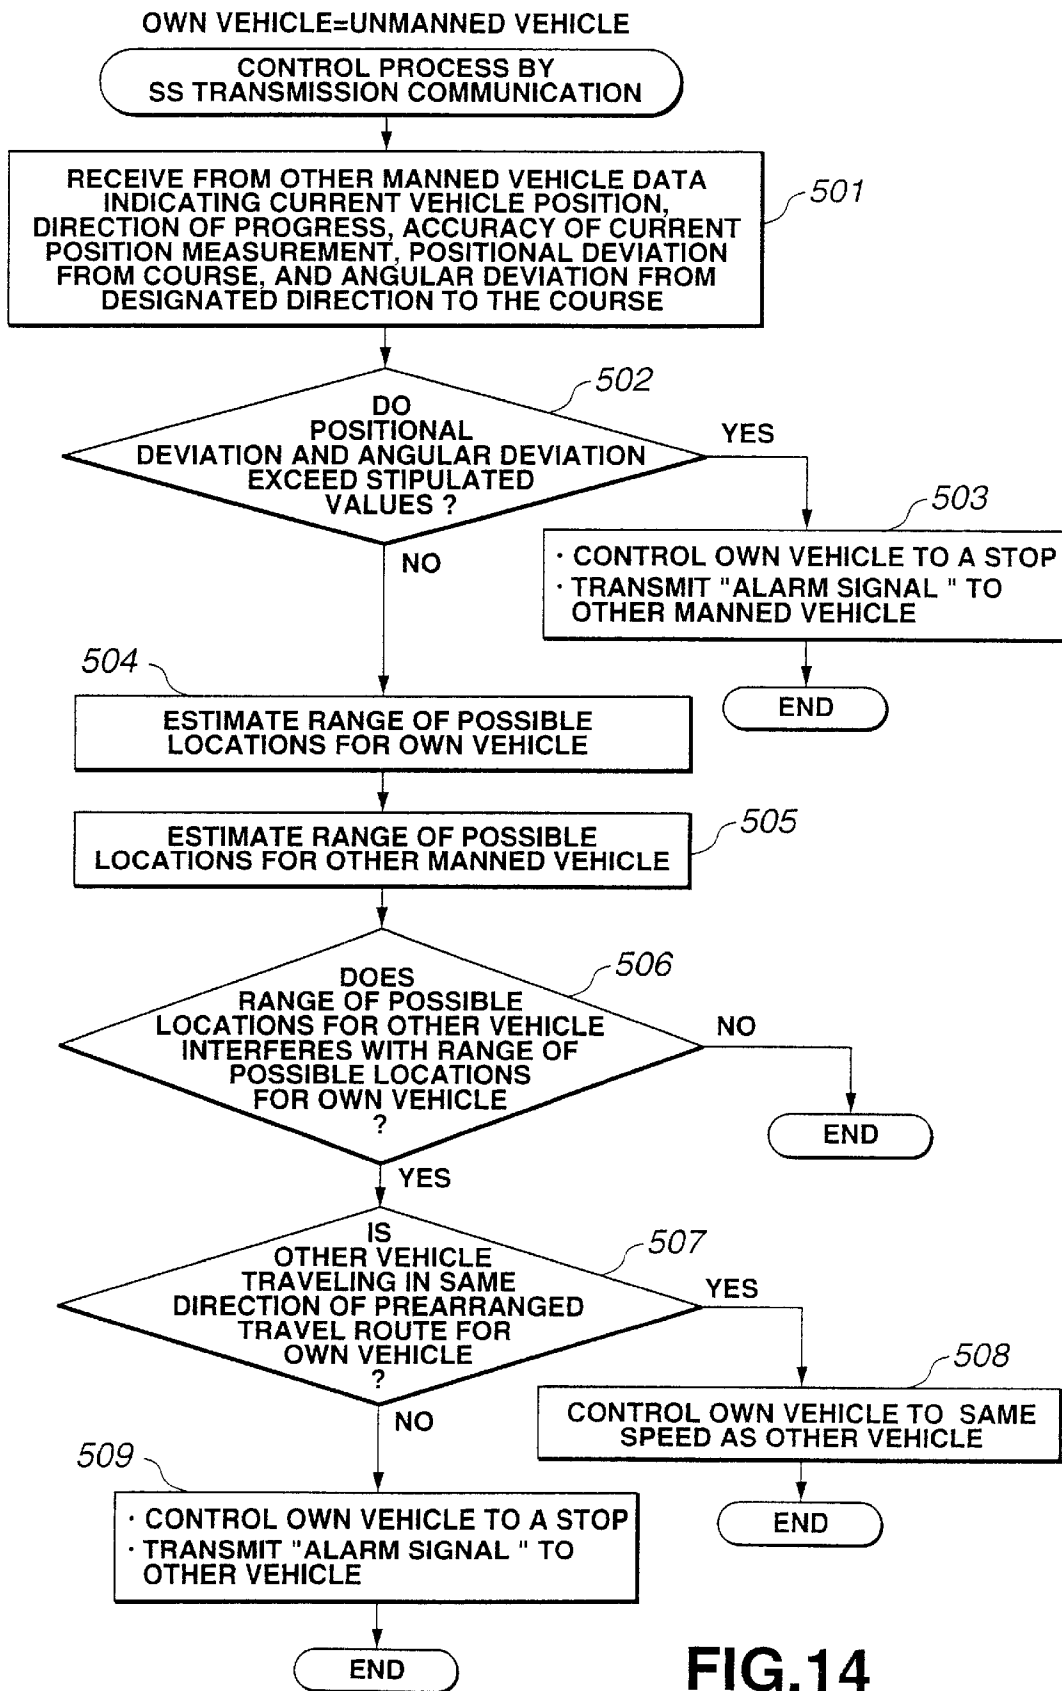 OWN VEHICLE=UNMANNED VEHICLE
CONTROL PROCESS BY
SS TRANSMISSION COMMUNICATION
RECEIVE FROM OTHER MANNED VEHICLE DATA
INDICATING CURRENT VEHICLE POSITION,
DIRECTION OF PROGRESS, ACCURACY OF CURRENT
POSITION MEASUREMENT, POSITIONAL DEVIATION
FROM COURSE, AND ANGULAR DEVIATION FROM
DESIGNATED DIRECTION TO THE COURSE
501
502
DO
POSITIONAL
DEVIATION AND ANGULAR DEVIATION
EXCEED STIPULATED
VALUES ?
YES
NO
503
· CONTROL OWN VEHICLE TO A STOP
· TRANSMIT "ALARM SIGNAL " TO
OTHER MANNED VEHICLE
END
504
ESTIMATE RANGE OF POSSIBLE
LOCATIONS FOR OWN VEHICLE
505
ESTIMATE RANGE OF POSSIBLE
LOCATIONS FOR OTHER MANNED VEHICLE
506
DOES
RANGE OF POSSIBLE
LOCATIONS FOR OTHER VEHICLE
INTERFERES WITH RANGE OF
POSSIBLE LOCATIONS
FOR OWN VEHICLE
?
NO
END
YES
507
IS
OTHER VEHICLE
TRAVELING IN SAME
DIRECTION OF PREARRANGED
TRAVEL ROUTE FOR
OWN VEHICLE
?
YES
NO
508
CONTROL OWN VEHICLE TO SAME
SPEED AS OTHER VEHICLE
END
509
· CONTROL OWN VEHICLE TO A STOP
· TRANSMIT "ALARM SIGNAL " TO
OTHER VEHICLE
END
FIG.14